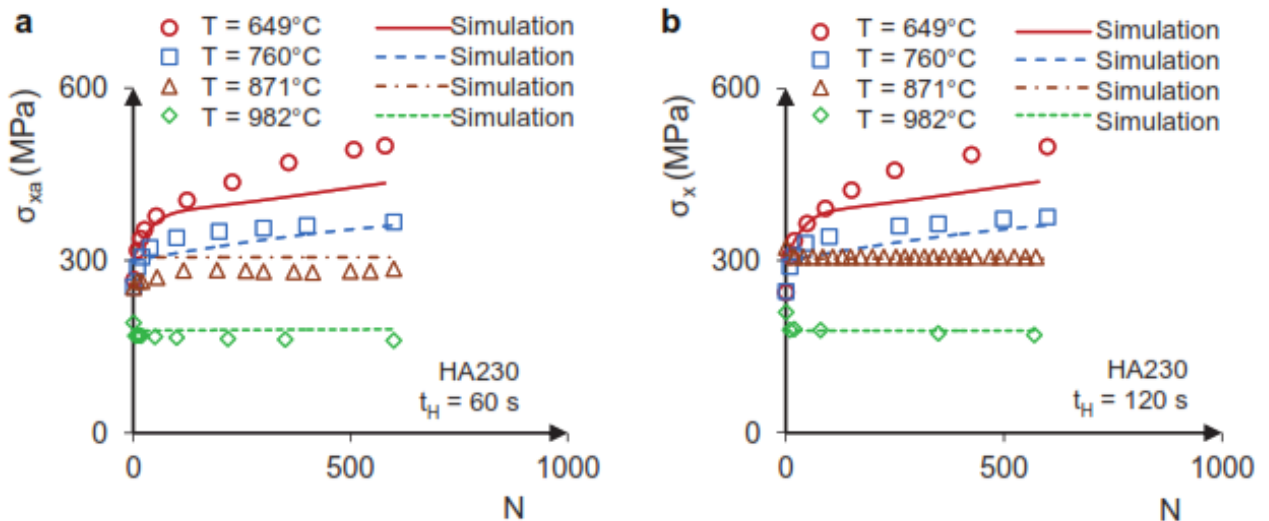 a
T = 649°C Simulation
T = 760°C Simulation
T = 871°C Simulation
T = 982°C Simulation
σxa (MPa)
600
300
0
0 500 1000
N
HA230
tH = 60 s
b
T = 649°C Simulation
T = 760°C Simulation
T = 871°C Simulation
T = 982°C Simulation
σx (MPa)
600
300
0
0 500 1000
N
HA230
tH = 120 s